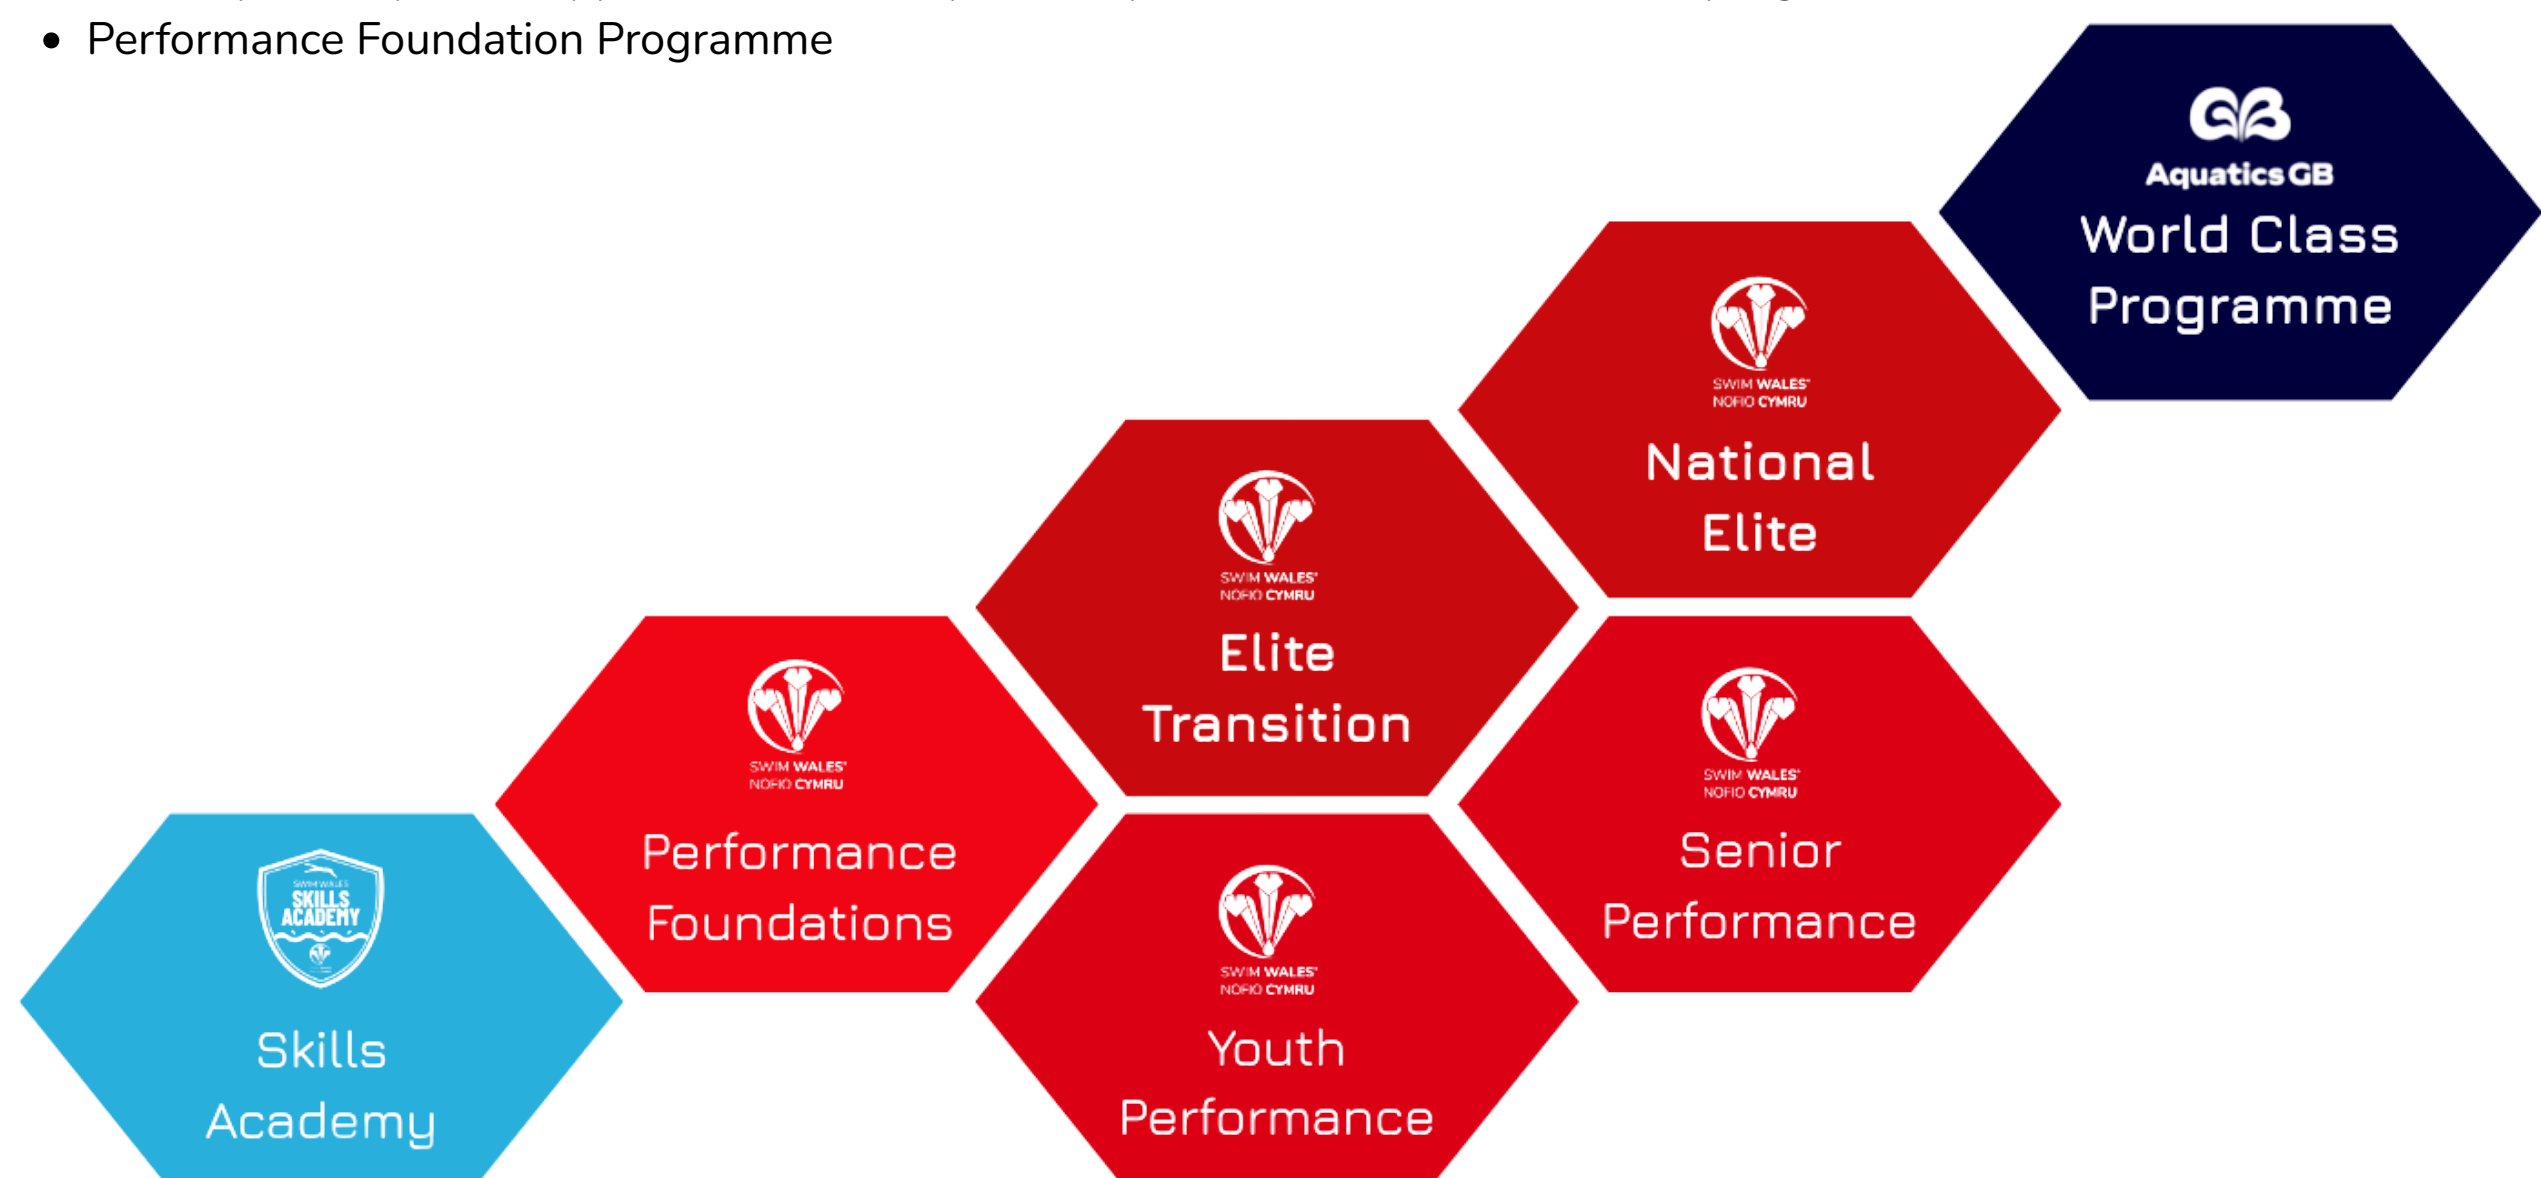 Performance Foundation Programme
Aquatics GB
World Class
Programme
SWIM WALES
NOFIO CYMRU
National
Elite
SWIM WALES
NOFIO CYMRU
Elite
Transition
SWIM WALES
NOFIO CYMRU
Performance
Foundations
SWIM WALES
NOFIO CYMRU
Senior
Performance
SWIM WALES
SKILLS
ACADEMY
Skills
Academy
SWIM WALES
NOFIO CYMRU
Youth
Performance